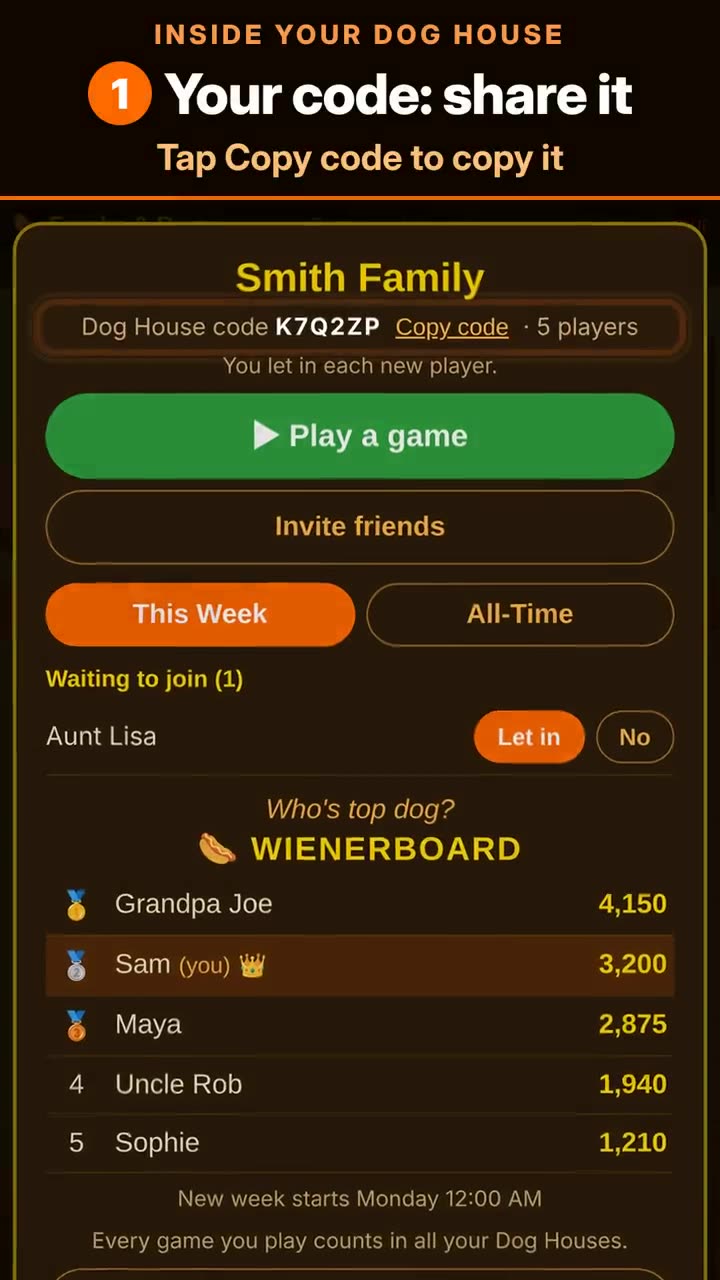 INSIDE YOUR DOG HOUSE
1 Your code: share it
Tap Copy code to copy it
Smith Family
Dog House code K7Q2ZP Copy code · 5 players
You let in each new player.
▶ Play a game
Invite friends
This Week All-Time
Waiting to join (1)
Aunt Lisa Let in No
Who's top dog?
WIENERBOARD
Grandpa Joe 4,150
2 Sam (you) 3,200
3 Maya 2,875
4 Uncle Rob 1,940
5 Sophie 1,210
New week starts Monday 12:00 AM
Every game you play counts in all your Dog Houses.